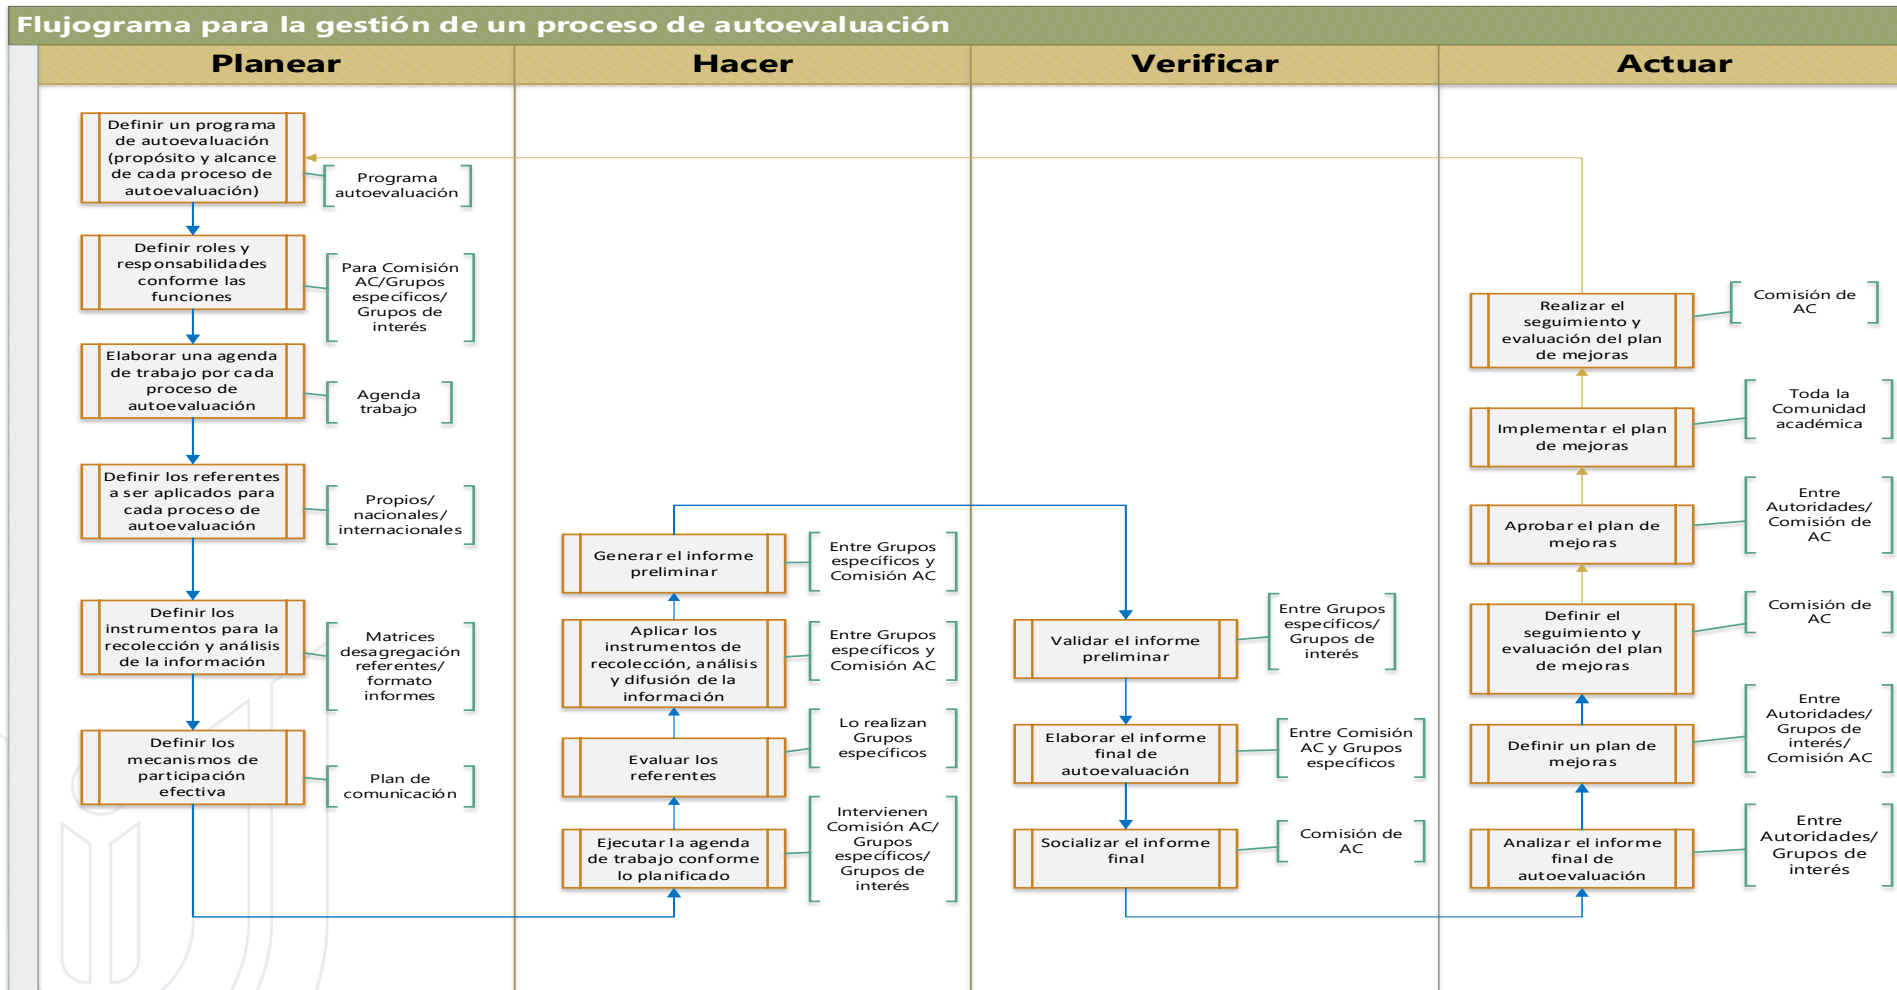 Flujograma para la gestión de un proceso de autoevaluación
Planear
Hacer
Verificar
Actuar
Definir un programa
de autoevaluación
(propósito y alcance
de cada proceso de
autoevaluación)
Programa
autoevaluación
Definir roles y
responsabilidades
conforme las
funciones
Para Comisión
AC/Grupos
específicos/
Grupos de
interés
Elaborar una agenda
de trabajo por cada
proceso de
autoevaluación
Agenda
trabajo
Definir los referentes
a ser aplicados para
cada proceso de
autoevaluación
Propios/
nacionales/
internacionales
Definir los
instrumentos para la
recolección y análisis
de la información
Matrices
desagregación
referentes/
formato
informes
Definir los
mecanismos de
participación
efectiva
Plan de
comunicación
Generar el informe
preliminar
Entre Grupos
específicos y
Comisión AC
Aplicar los
instrumentos de
recolección, análisis
y difusión de la
información
Entre Grupos
específicos y
Comisión AC
Evaluar los
referentes
Lo realizan
Grupos
específicos
Ejecutar la agenda
de trabajo conforme
lo planificado
Intervienen
Comisión AC/
Grupos
específicos/
Grupos de
interés
Validar el informe
preliminar
Entre Grupos
específicos/
Grupos de
interés
Elaborar el informe
final de
autoevaluación
Entre Comisión
AC y Grupos
específicos
Socializar el informe
final
Comisión de
AC
Realizar el
seguimiento y
evaluación del plan
de mejoras
Comisión de
AC
Implementar el plan
de mejoras
Toda la
Comunidad
académica
Aprobar el plan de
mejoras
Entre
Autoridades/
Comisión de
AC
Definir el
seguimiento y
evaluación del plan
de mejoras
Comisión de
AC
Definir un plan de
mejoras
Entre
Autoridades/
Grupos de
interés/
Comisión AC
Analizar el informe
final de
autoevaluación
Entre
Autoridades/
Grupos de
interés